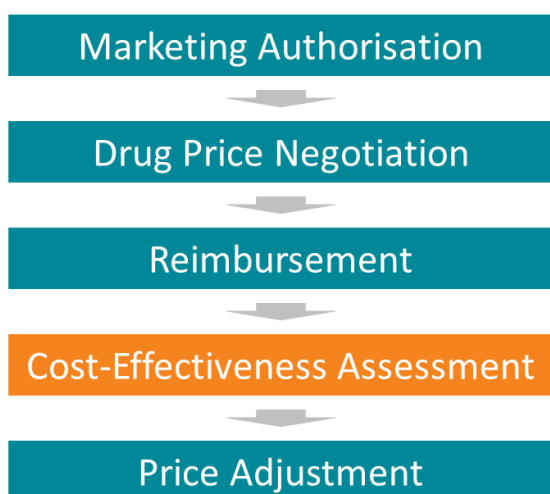 Marketing Authorisation
Drug Price Negotiation
Reimbursement
Cost-Effectiveness Assessment
Price Adjustment